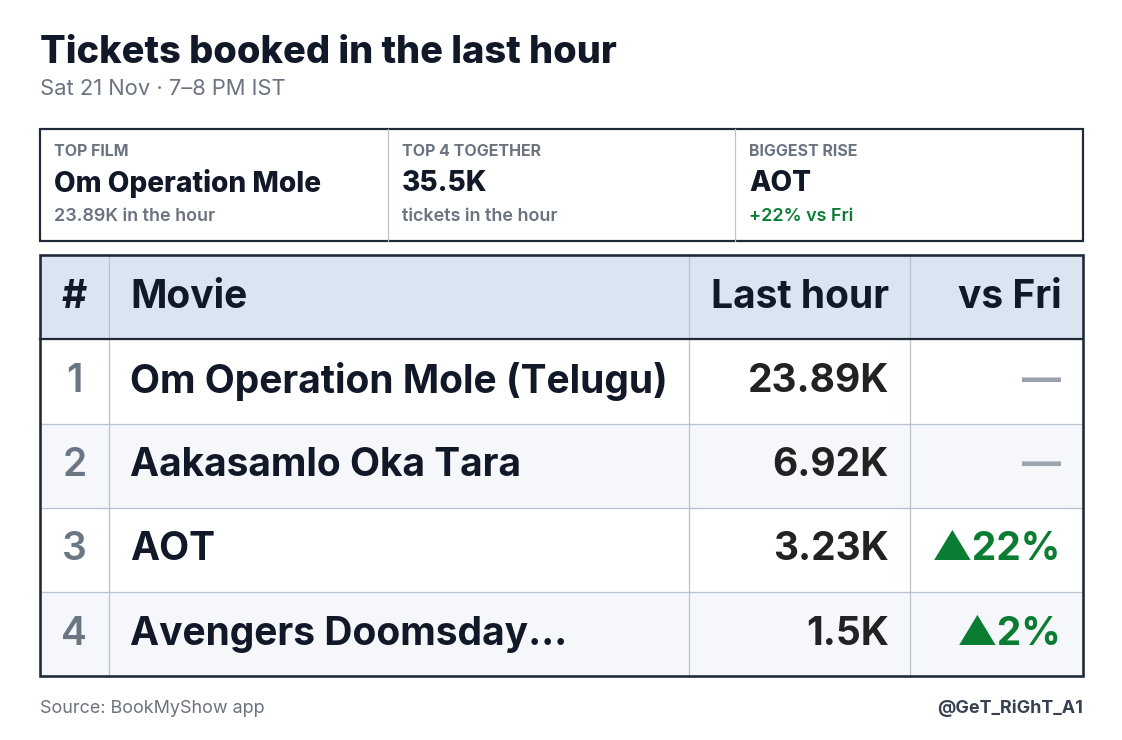 Tickets booked in the last hour
Sat 21 Nov · 7–8 PM IST
TOP FILM
Om Operation Mole
23.89K in the hour
TOP 4 TOGETHER
35.5K
tickets in the hour
BIGGEST RISE
AOT
+22% vs Fri
# Movie Last hour vs Fri
1 Om Operation Mole (Telugu) 23.89K —
2 Aakasamlo Oka Tara 6.92K —
3 AOT 3.23K ▲22%
4 Avengers Doomsday... 1.5K ▲2%
Source: BookMyShow app @GeT_RiGhT_A1